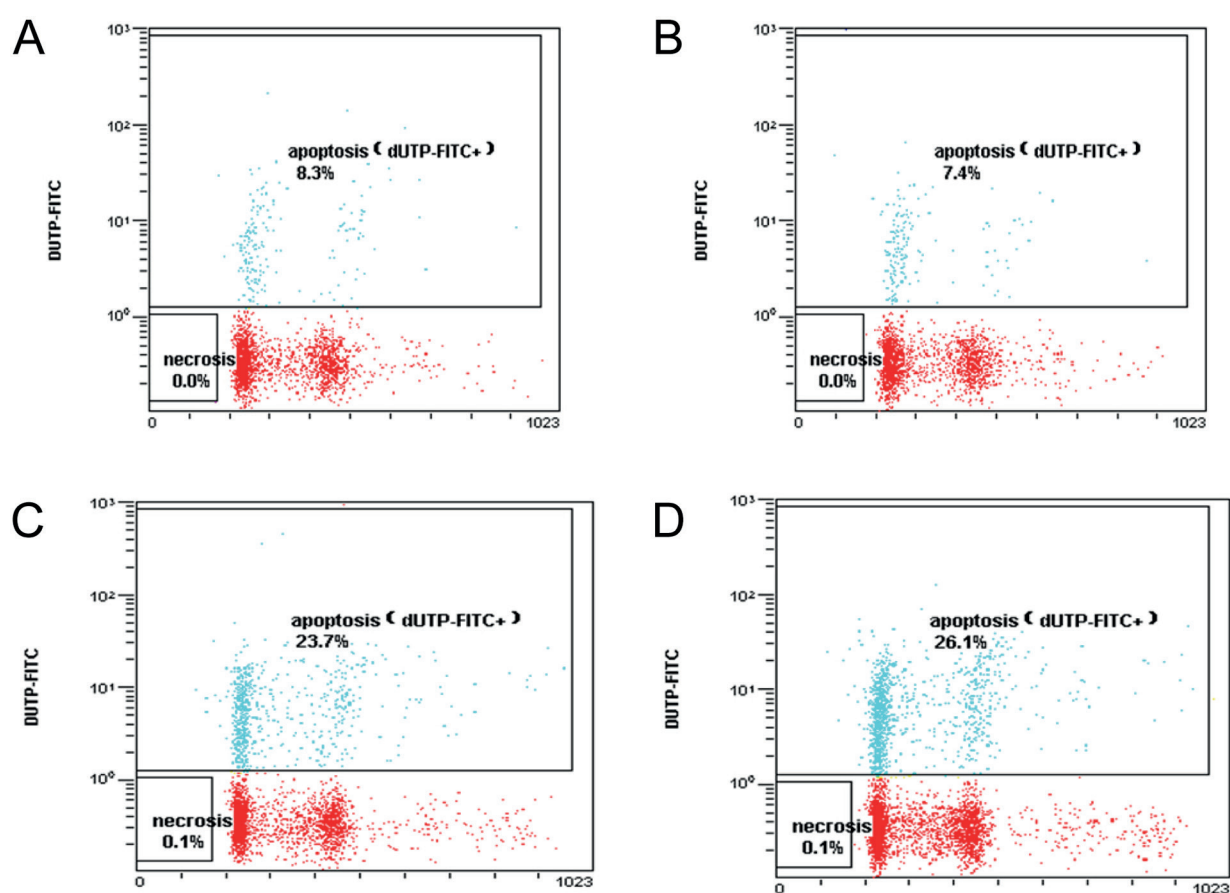 A
10³
10²
10¹
10⁰
DUTP-FITC
apoptosis ( dUTP-FITC+ )
8.3%
necrosis
0.0%
0
1023
B
10³
10²
10¹
10⁰
DUTP-FITC
apoptosis ( dUTP-FITC+ )
7.4%
necrosis
0.0%
0
1023
C
10³
10²
10¹
10⁰
DUTP-FITC
apoptosis ( dUTP-FITC+ )
23.7%
necrosis
0.1%
0
1023
D
10³
10²
10¹
10⁰
DUTP-FITC
apoptosis ( dUTP-FITC+ )
26.1%
necrosis
0.1%
0
1023